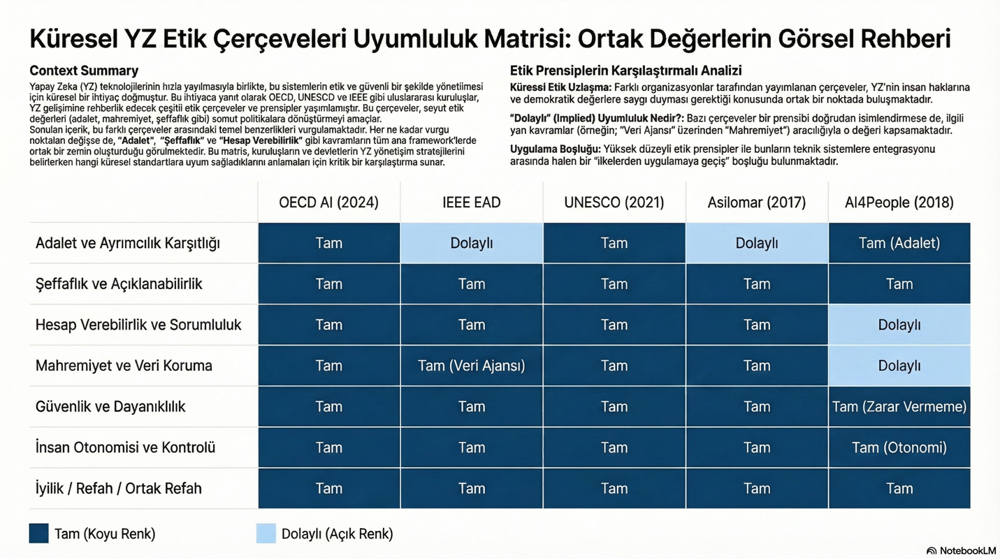 Küresel YZ Etik Çerçeveleri Uyumluluk Matrisi: Ortak Değerlerin Görsel Rehberi
Context Summary
Yapay Zeka (YZ) teknolojilerinin hızla yayılmasıyla birlikte, bu sistemlerin etik ve güvenli bir şekilde yönetiimesi
için küresel bir ihtiyaç doğmuştur. Bu ihtiyaca yanıt olarak OECD, UNESCD ve IEEE gibi uluslararası kuruluşlar,
YZ gelişimine rehberlik edecek çeşitii etik çerçeveler ve prensipler yaşımlamıştır. Bu çerçeveler, seyut etik
değerleri (adalet, mahremiyet, şeffaflık gibi) somut politikalara dönüştürmeyi amaçlar.
Sonulan içerik, bu farklı çerçeveler arasındaki temel benzerlikleri vurgulamaktadır. Her ne kadar vurgu
noktalan değişse de, "Adalet", "Şeffaflık" ve "Hesap Verebilirlik" gibi kavramların tüm ana framework'lerde
ortak bir zemin oluşturduğu görülmektedir. Bu matris, kuruluşların ve devletlerin YZ yönetişim stratejilerini
belirlerken hangi küresel standartlara uyum sağladıklarını anlamaları için kritik bir karşılaştırma sunar.
Etik Prensiplerin Karşılaştırmalı Analizi
Küressi Etik Uzlaşma: Farklı organizasyonlar tarafından yayımlanan çerçeveler, YZ'nin insan haklarına
ve demokratik değerlere saygı duyması gerektiği konusunda ortak bir noktada buluşmaktadır.
"Dolaylı" (Implied) Uyumluluk Nedir?: Bazı çerçeveler bir prensibi doğrudan isimlendirmese de, ilgili
yan kavramlar (örneğin; "Veri Ajansı" üzerinden "Mahremiyet") aracılığıyla o değeri kapsamaktadır.
Uygulama Boşluğu: Yüksek düzeyli etik prensipler ile bunların teknik sistemlere entegrasyonu
arasında halen bir "ilkelerden uygulamaya geçiş" boşluğu bulunmaktadır.
OECD AI (2024) IEEE EAD UNESCO (2021) Asilomar (2017) AI4People (2018)
Adalet ve Ayrımcılık Karşıtlığı Tam Dolaylı Tam Dolaylı Tam (Adalet)
Şeffaflık ve Açıklanabilirlik Tam Tam Tam Tam Tam
Hesap Verebilirlik ve Sorumluluk Tam Tam Tam Tam Dolaylı
Mahremiyet ve Veri Koruma Tam Tam (Veri Ajansı) Tam Tam Dolaylı
Güvenlik ve Dayanıklılık Tam Tam Tam Tam Tam (Zarar Vermeme)
İnsan Otonomisi ve Kontrolü Tam Tam Tam Tam Tam (Otonomi)
İyilik / Refah / Ortak Refah Tam Tam Tam Tam Tam
Tam (Koyu Renk) Dolaylı (Açık Renk)
NotebookLM